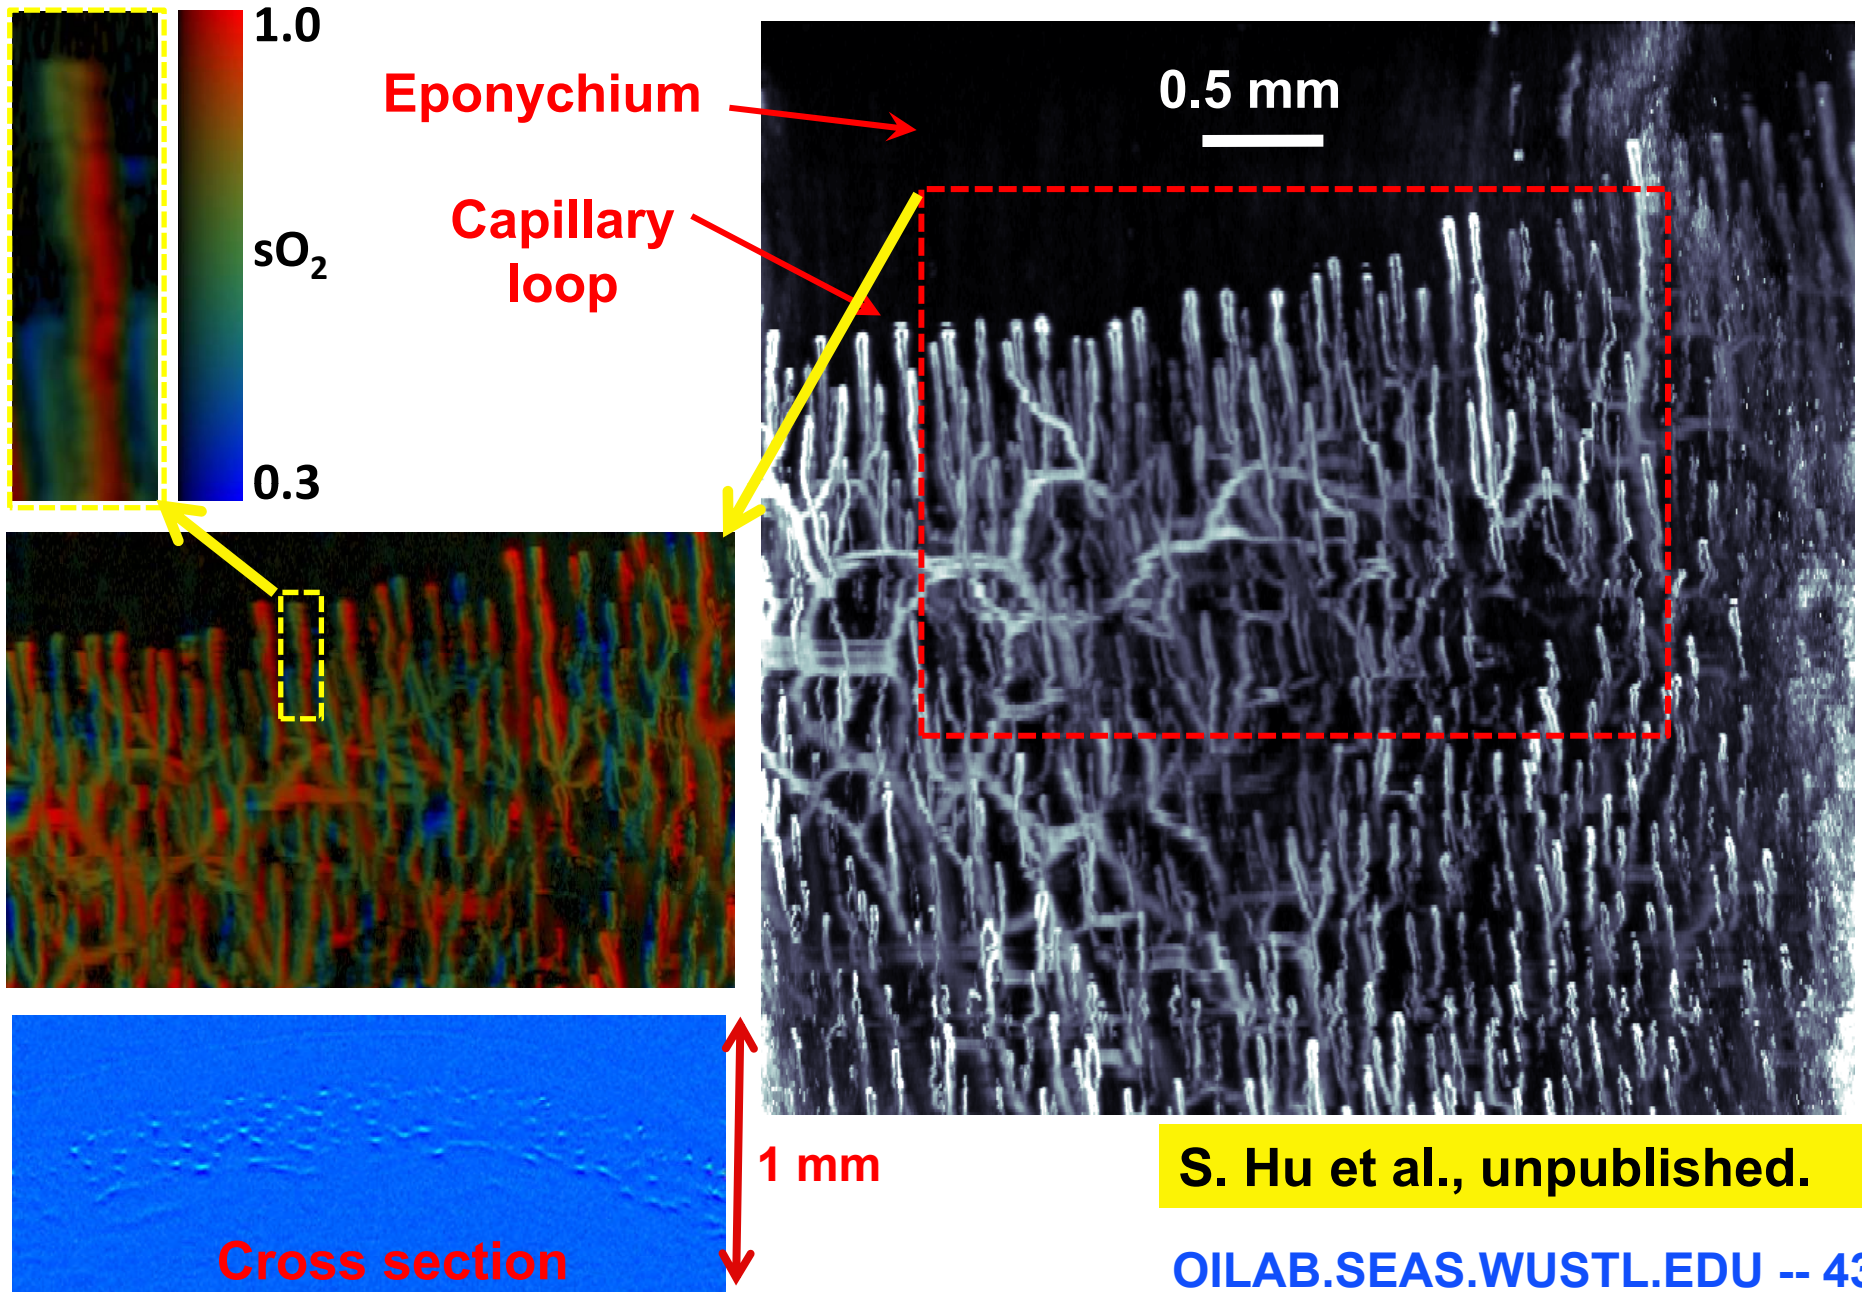 1.0
sO2
0.3
Eponychium
Capillary
loop
0.5 mm
1 mm
Cross section
S. Hu et al., unpublished.
OILAB.SEAS.WUSTL.EDU -- 43